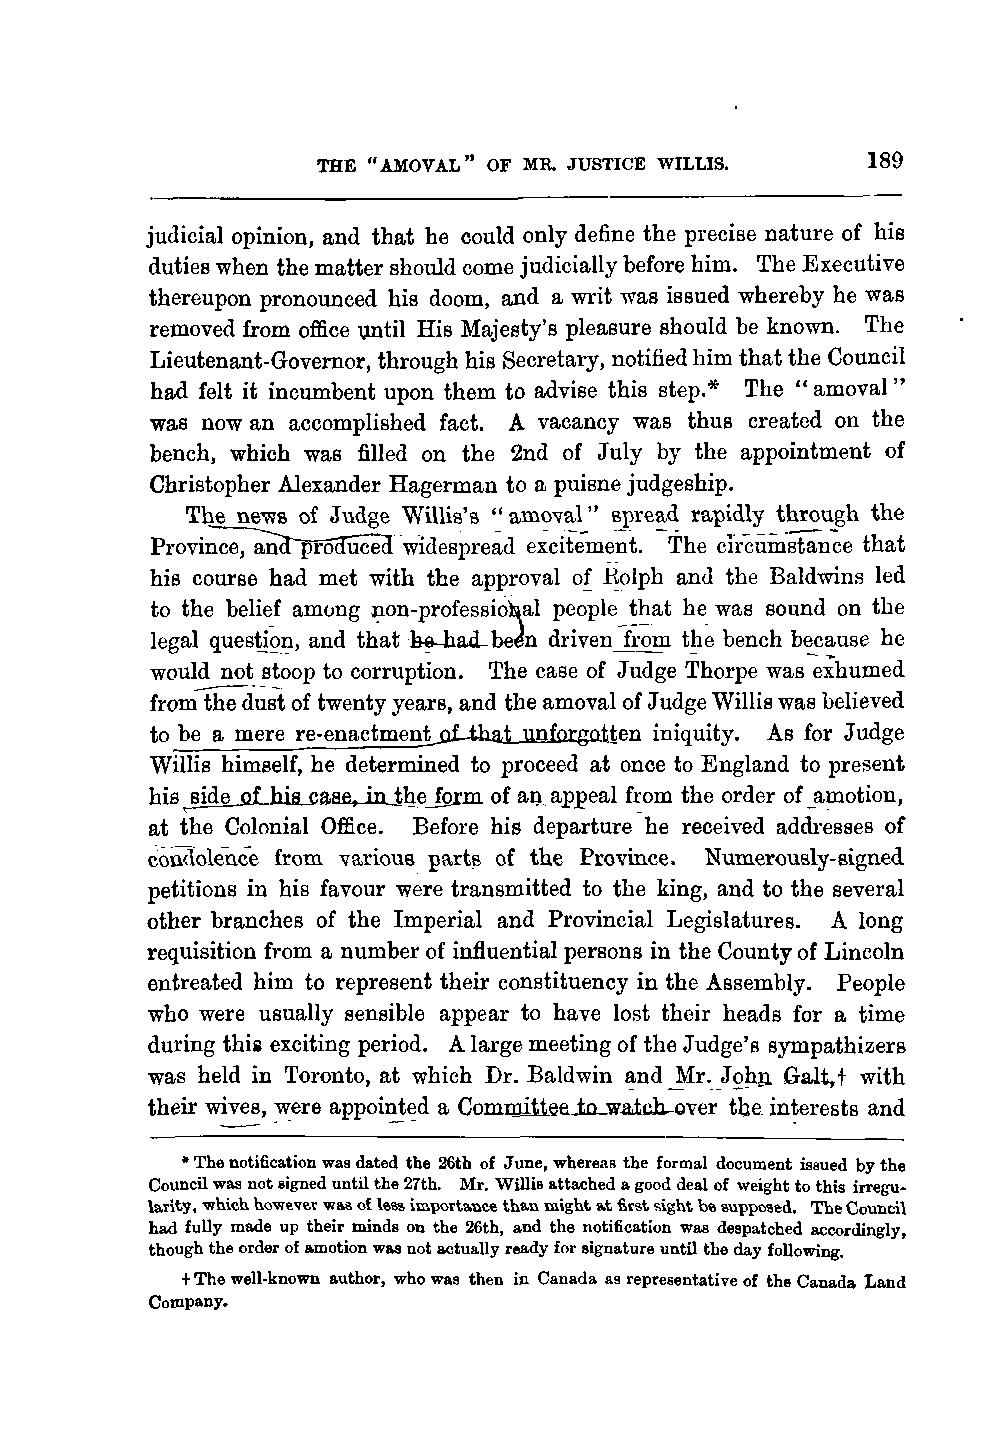 THE "AMOVAL" OF MR. JUSTICE WILLIS. 189
judicial opinion, and that he could only define the precise nature of his
duties when the matter should come judicially before him. The Executive
thereupon pronounced his doom, and a writ was issued whereby he was
removed from office until His Majesty's pleasure should be known. The
Lieutenant-Governor, through his Secretary, notified him that the Council
had felt it incumbent upon them to advise this step.* The "amoval"
was now an accomplished fact. A vacancy was thus created on the
bench, which was filled on the 2nd of July by the appointment of
Christopher Alexander Hagerman to a puisne judgeship.
The news of Judge Willis's "amoval" spread rapidly through the
Province, and produced widespread excitement. The circumstance that
his course had met with the approval of Rolph and the Baldwins led
to the belief among non-professional people that he was sound on the
legal question, and that he had been driven from the bench because he
would not stoop to corruption. The case of Judge Thorpe was exhumed
from the dust of twenty years, and the amoval of Judge Willis was believed
to be a mere re-enactment of that unforgotten iniquity. As for Judge
Willis himself, he determined to proceed at once to England to present
his side of his case, in the form of an appeal from the order of amotion,
at the Colonial Office. Before his departure he received addresses of
condolence from various parts of the Province. Numerously-signed
petitions in his favour were transmitted to the king, and to the several
other branches of the Imperial and Provincial Legislatures. A long
requisition from a number of influential persons in the County of Lincoln
entreated him to represent their constituency in the Assembly. People
who were usually sensible appear to have lost their heads for a time
during this exciting period. A large meeting of the Judge's sympathizers
was held in Toronto, at which Dr. Baldwin and Mr. John Galt,† with
their wives, were appointed a Committee to watch over the interests and
* The notification was dated the 26th of June, whereas the formal document issued by the
Council was not signed until the 27th. Mr. Willis attached a good deal of weight to this irregu-
larity, which however was of less importance than might at first sight be supposed. The Council
had fully made up their minds on the 26th, and the notification was despatched accordingly,
though the order of amotion was not actually ready for signature until the day following.
† The well-known author, who was then in Canada as representative of the Canada Land
Company.